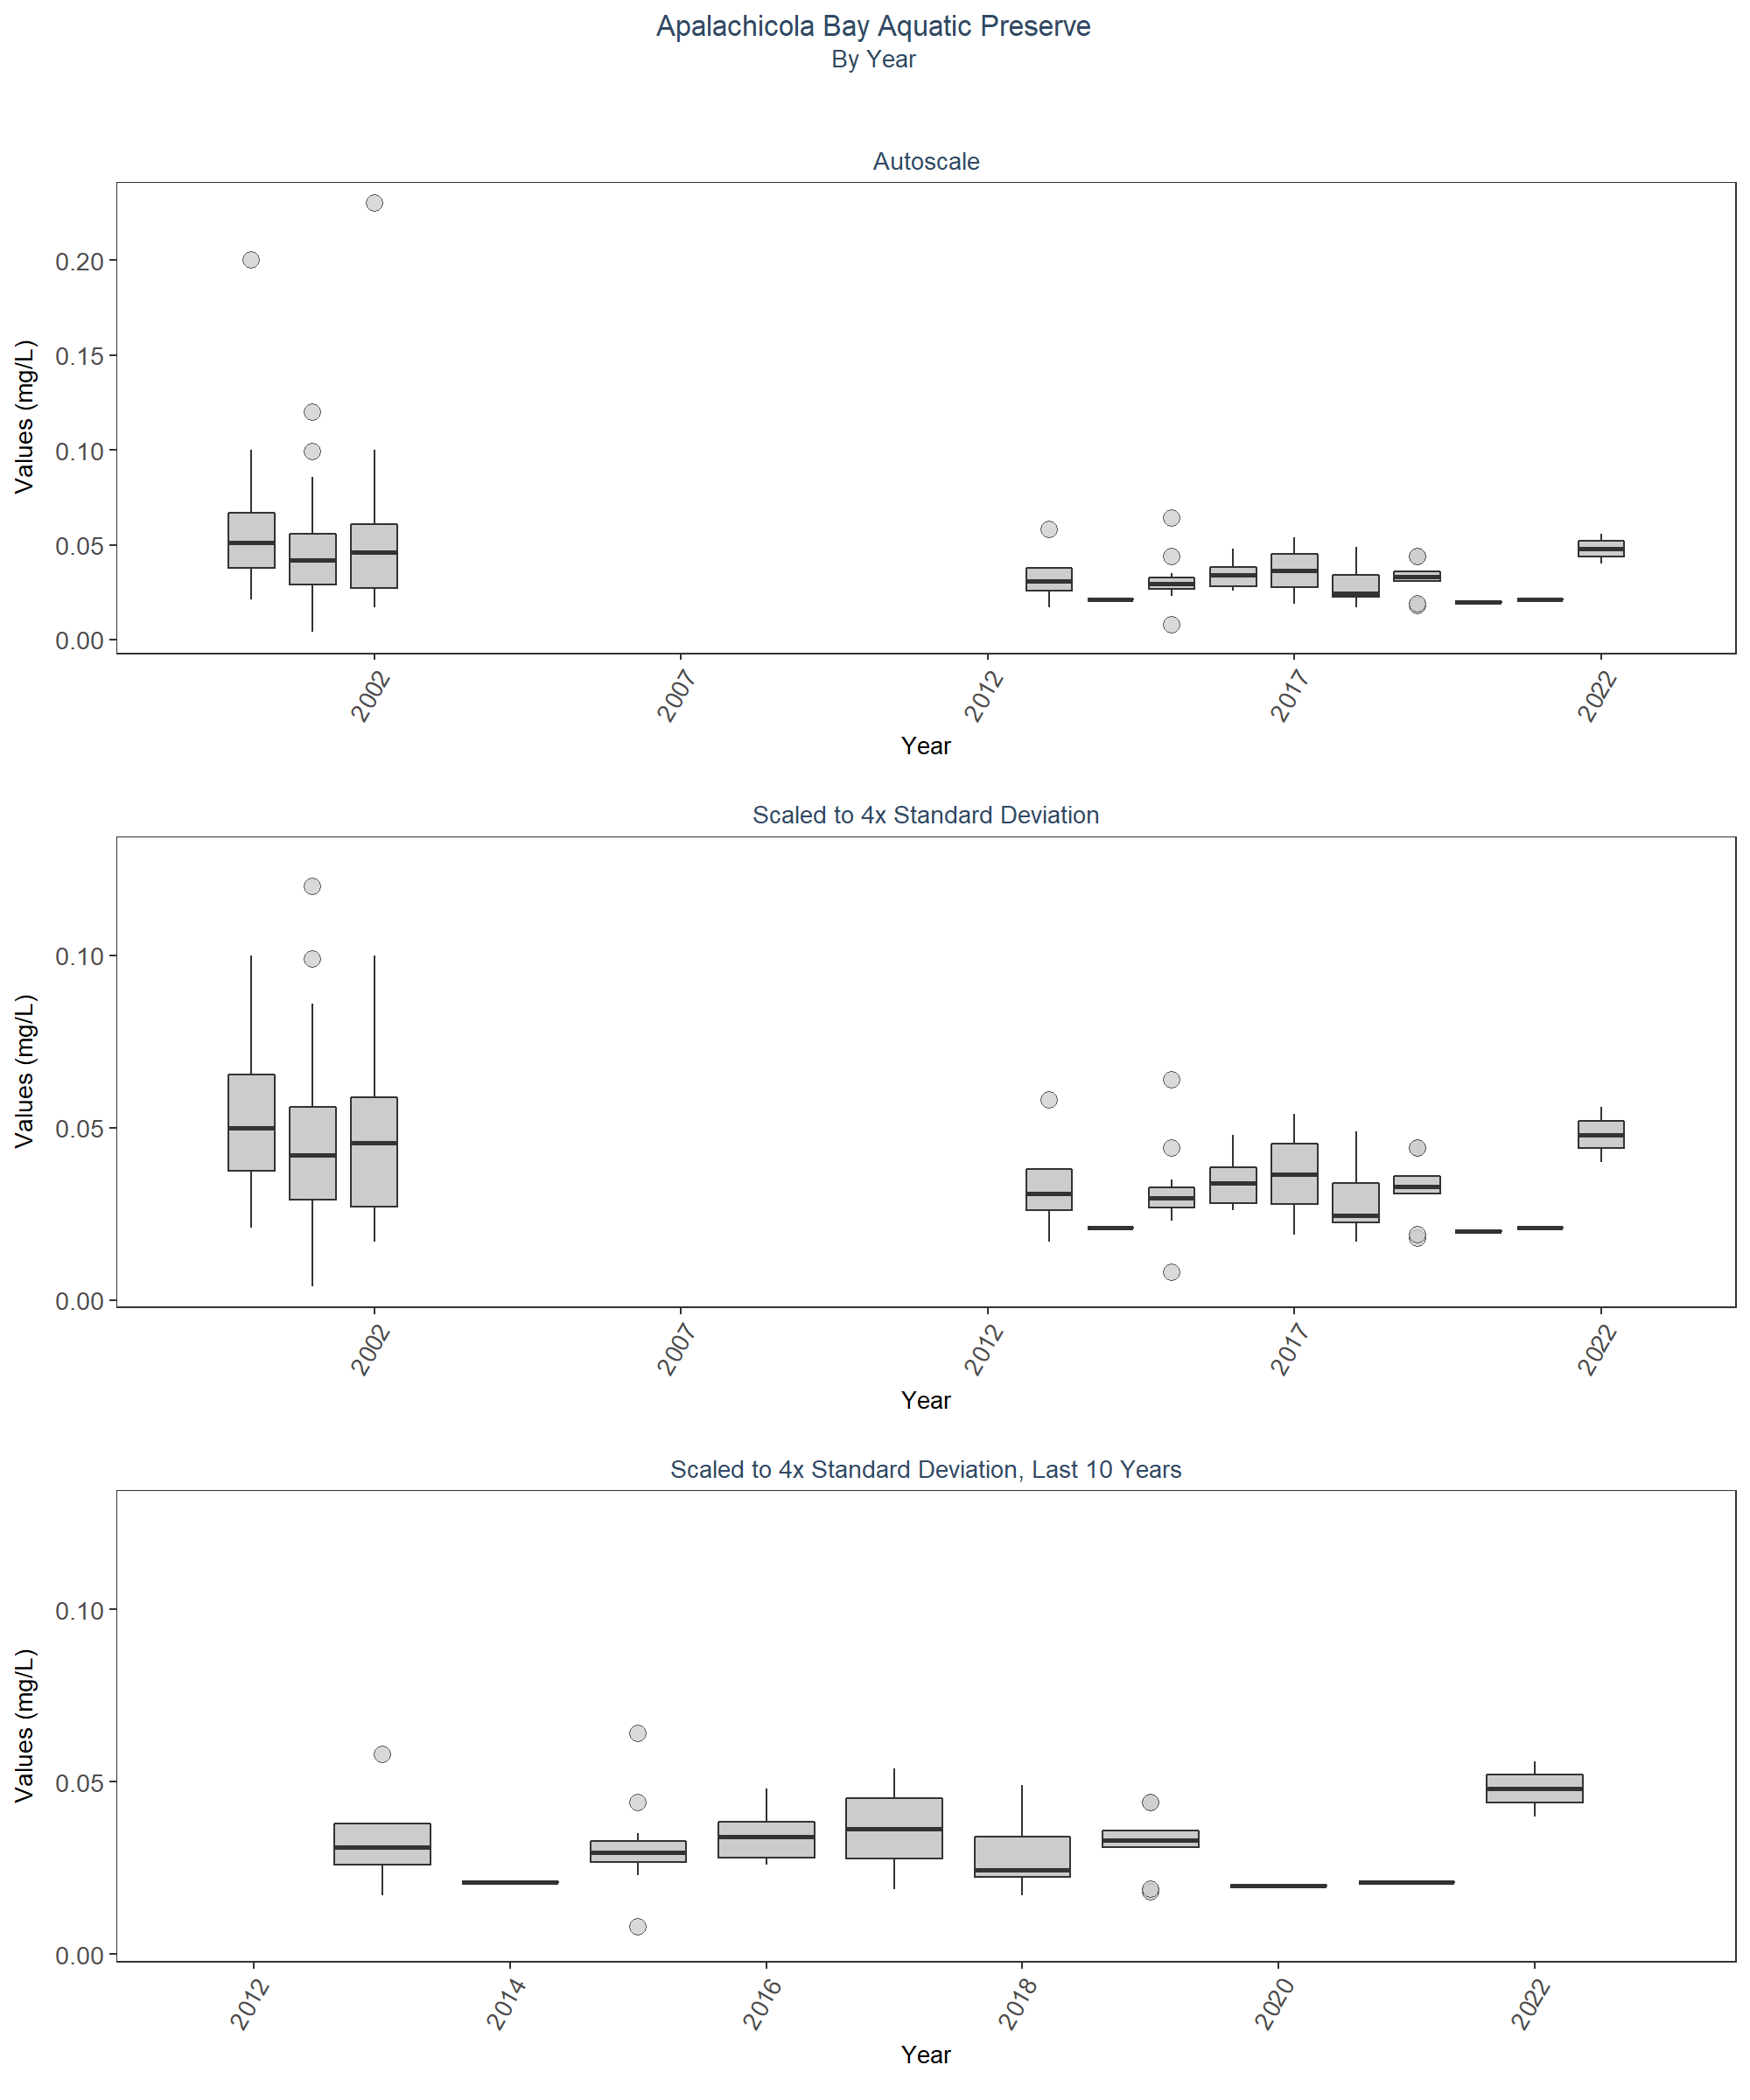 Apalachicola Bay Aquatic Preserve
By Year
Autoscale
Values (mg/L)
0.20
0.15
0.10
0.05
0.00
2002
2007
2012
2017
2022
Year
Scaled to 4x Standard Deviation
Values (mg/L)
0.10
0.05
0.00
2002
2007
2012
2017
2022
Year
Scaled to 4x Standard Deviation, Last 10 Years
Values (mg/L)
0.10
0.05
0.00
2012
2014
2016
2018
2020
2022
Year